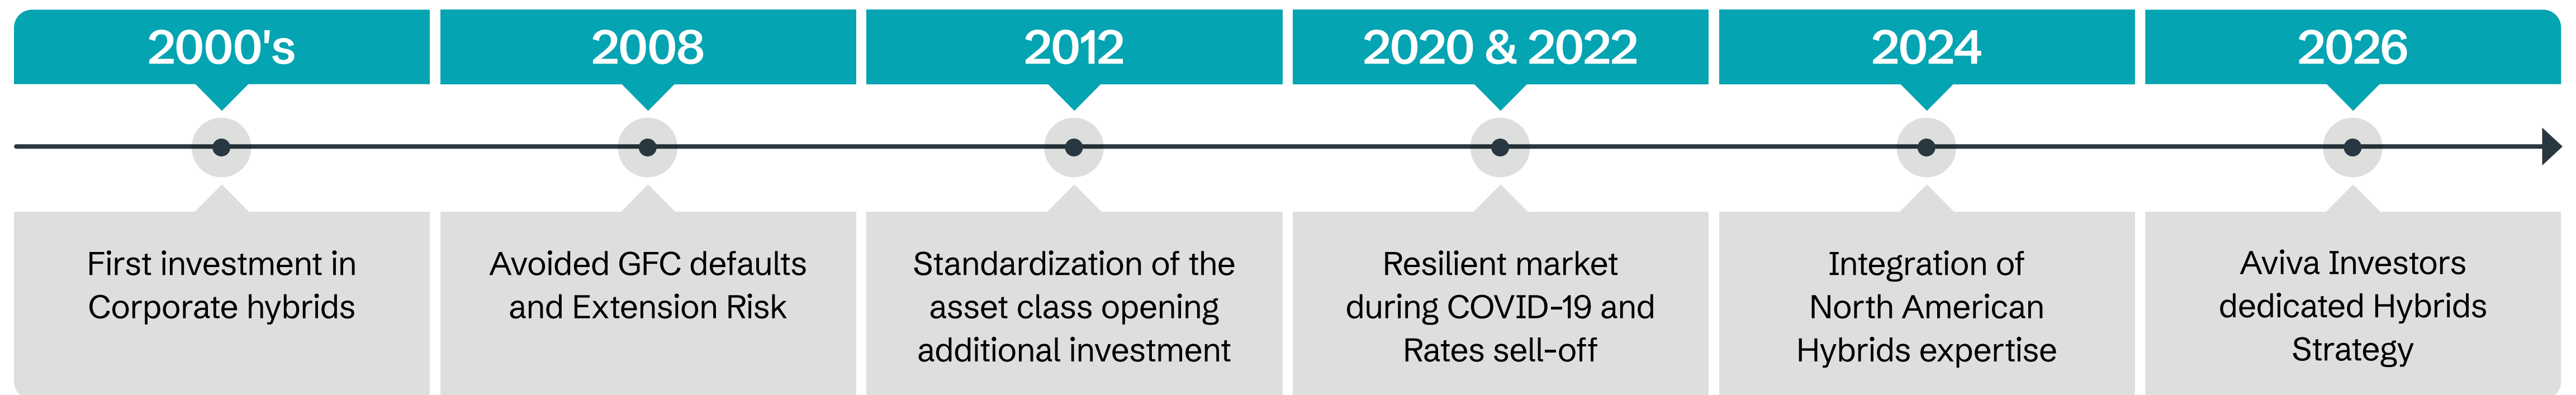 2000's
First investment in
Corporate hybrids
2008
Avoided GFC defaults
and Extension Risk
2012
Standardization of the
asset class opening
additional investment
2020 & 2022
Resilient market
during COVID-19 and
Rates sell-off
2024
Integration of
North American
Hybrids expertise
2026
Aviva Investors
dedicated Hybrids
Strategy